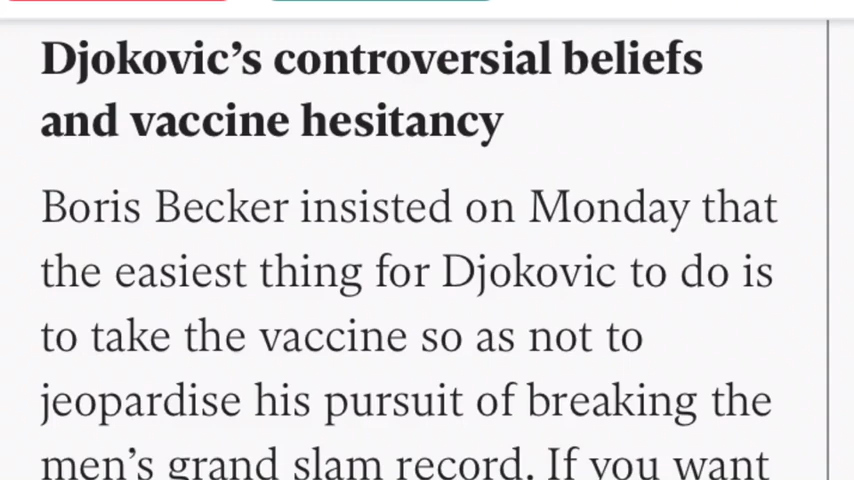 Djokovic’s controversial beliefs
and vaccine hesitancy
Boris Becker insisted on Monday that
the easiest thing for Djokovic to do is
to take the vaccine so as not to
jeopardise his pursuit of breaking the
men’s grand slam record. If you want